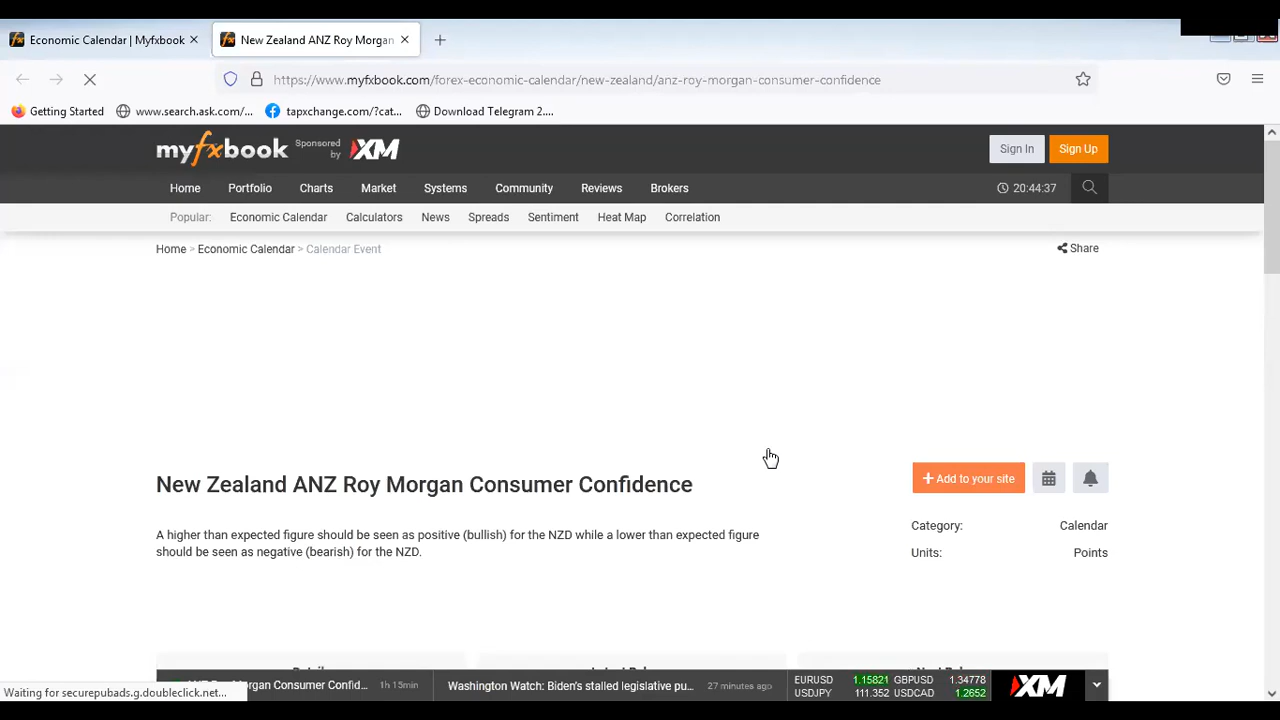 Economic Calendar | Myfxbook
New Zealand ANZ Roy Morgan
https://www.myfxbook.com/forex-economic-calendar/new-zealand/anz-roy-morgan-consumer-confidence
Getting Started
www.search.ask.com/...
tapxchange.com/?cat...
Download Telegram 2....
myfxbook
Sponsored by
XM
Sign In
Sign Up
Home
Portfolio
Charts
Market
Systems
Community
Reviews
Brokers
20:44:37
Popular:
Economic Calendar
Calculators
News
Spreads
Sentiment
Heat Map
Correlation
Home > Economic Calendar > Calendar Event
Share
New Zealand ANZ Roy Morgan Consumer Confidence
+ Add to your site
A higher than expected figure should be seen as positive (bullish) for the NZD while a lower than expected figure
should be seen as negative (bearish) for the NZD.
Category:
Calendar
Units:
Points
Morgan Consumer Confid...
1h 15min
Washington Watch: Biden's stalled legislative pu...
27 minutes ago
EURUSD 1.15821 GBPUSD 1.34778
USDJPY 111.352 USDCAD 1.2652
XM
Waiting for securepubads.g.doubleclick.net...